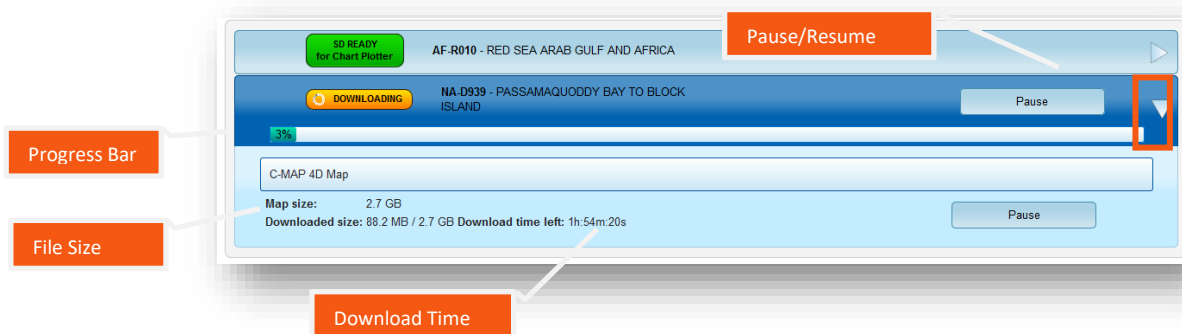 SD READY
for Chart Plotter
AF-R010 - RED SEA ARAB GULF AND AFRICA
Pause/Resume
DOWNLOADING
NA-D939 - PASSAMAQUODDY BAY TO BLOCK
ISLAND
Pause
3%
Progress Bar
C-MAP 4D Map
Map size: 2.7 GB
Downloaded size: 88.2 MB / 2.7 GB Download time left: 1h:54m:20s
Pause
File Size
Download Time